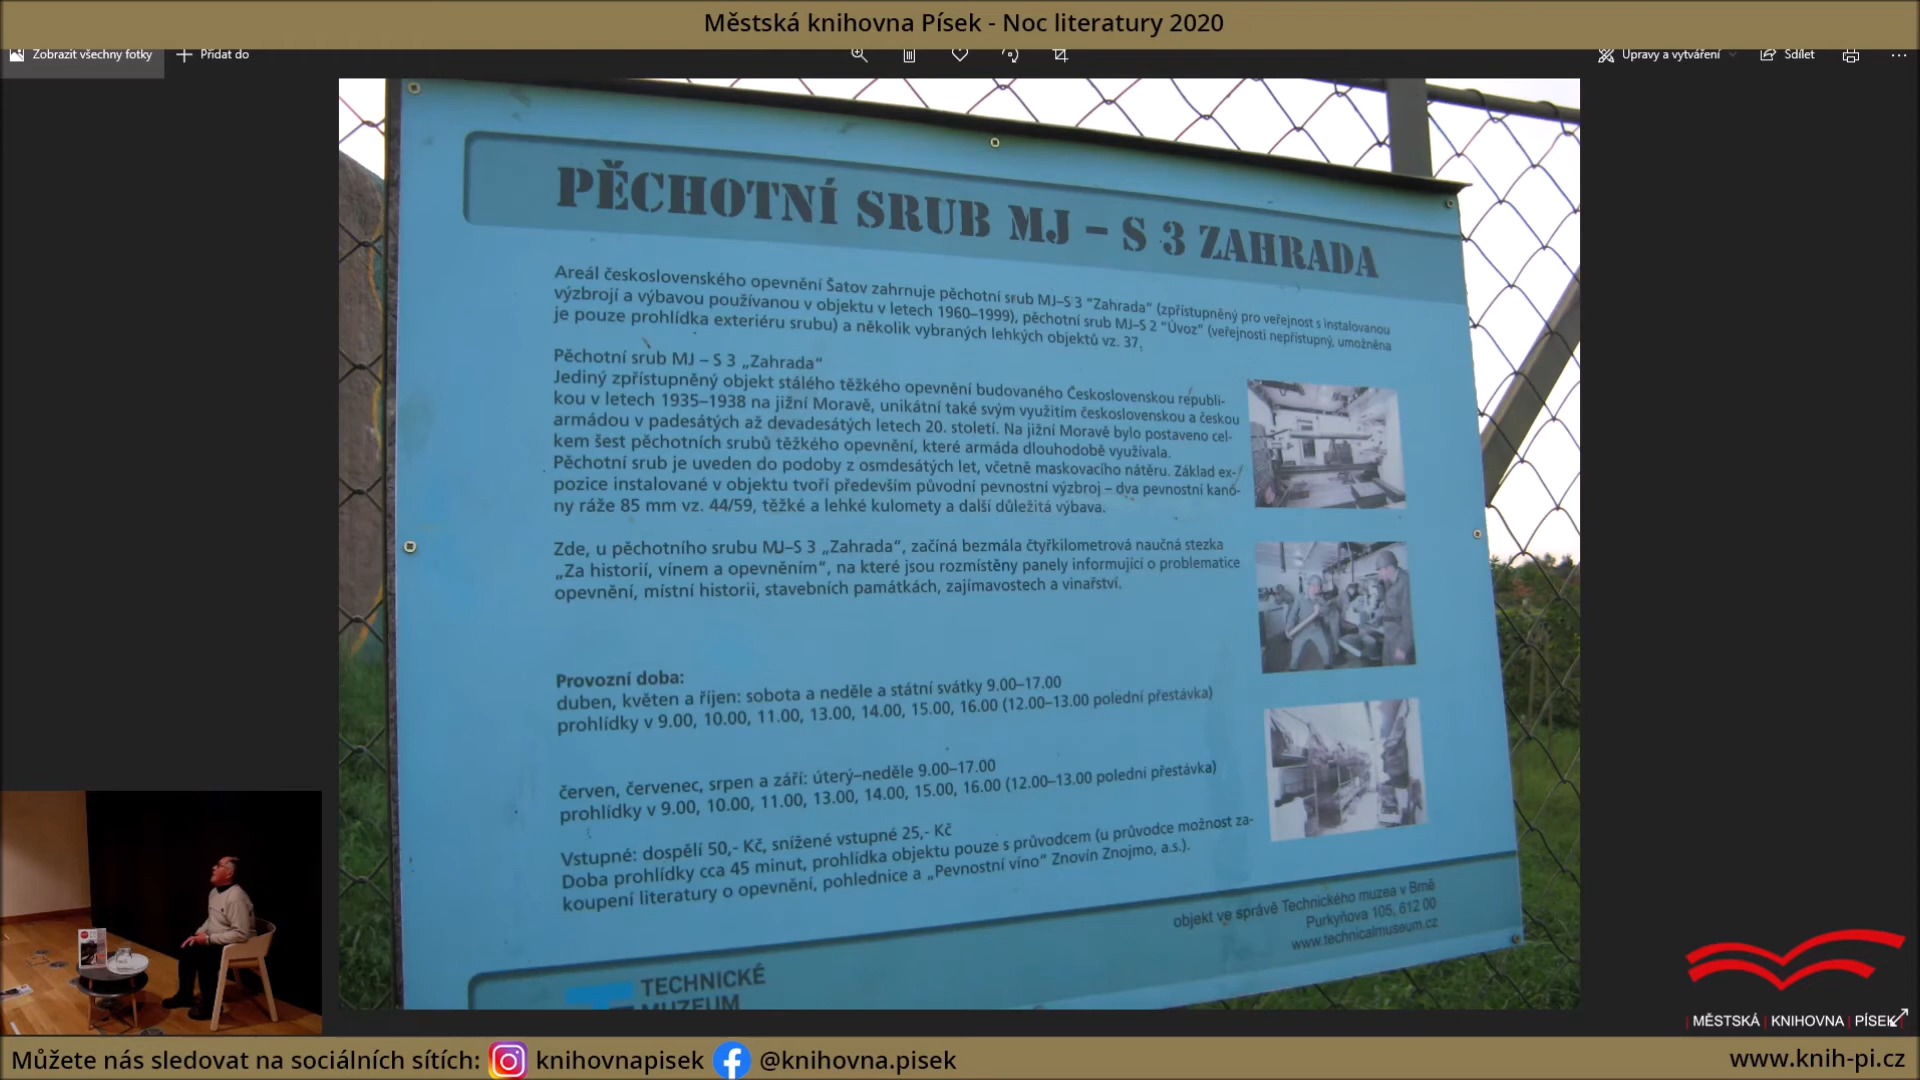 Městská knihovna Písek - Noc literatury 2020
Zobrazit všechny fotky
Přidat do
Úpravy a vytváření
Sdílet
PĚCHOTNÍ SRUB MJ – S 3 ZAHRADA
Areál československého opevnění Šatov zahrnuje pěchotní srub MJ–S 3 "Zahrada" (zpřístupněný pro veřejnost s instalovanou
výzbrojí a výbavou používanou v objektu v letech 1960–1999), pěchotní srub MJ–S 2 "Úvoz" (veřejnosti nepřístupný, umožněna
je pouze prohlídka exteriéru srubu) a několik vybraných lehkých objektů vz. 37.
Pěchotní srub MJ – S 3 „Zahrada“
Jediný zpřístupněný objekt stálého těžkého opevnění budovaného Československou republi-
kou v letech 1935–1938 na jižní Moravě, unikátní také svým využitím československou a českou
armádou v padesátých až devadesátých letech 20. století. Na jižní Moravě bylo postaveno cel-
kem šest pěchotních srubů těžkého opevnění, které armáda dlouhodobě využívala.
Pěchotní srub je uveden do podoby z osmdesátých let, včetně maskovacího nátěru. Základ ex-
pozice instalované v objektu tvoří především původní pevnostní výzbroj – dva pevnostní kanó-
ny ráže 85 mm vz. 44/59, těžké a lehké kulomety a další důležitá výbava.
Zde, u pěchotního srubu MJ–S 3 „Zahrada“, začíná bezmála čtyřkilometrová naučná stezka
„Za historií, vínem a opevněním“, na které jsou rozmístěny panely informující o problematice
opevnění, místní historii, stavebních památkách, zajímavostech a vinařství.
Provozní doba:
duben, květen a říjen: sobota a neděle a státní svátky 9.00–17.00
prohlídky v 9.00, 10.00, 11.00, 13.00, 14.00, 15.00, 16.00 (12.00–13.00 polední přestávka)
červen, červenec, srpen a září: úterý–neděle 9.00–17.00
prohlídky v 9.00, 10.00, 11.00, 13.00, 14.00, 15.00, 16.00 (12.00–13.00 polední přestávka)
Vstupné: dospělí 50,- Kč, snížené vstupné 25,- Kč
Doba prohlídky cca 45 minut, prohlídka objektu pouze s průvodcem (u průvodce možnost za-
koupení literatury o opevnění, pohlednice a „Pevnostní víno“ Znovín Znojmo, a.s.).
objekt ve správě Technického muzea v Brně
Purkyňova 105, 612 00
www.technicalmuseum.cz
TECHNICKÉ
MUZEUM
MĚSTSKÁ | KNIHOVNA | PÍSEK
Můžete nás sledovat na sociálních sítích: knihovnapisek @knihovna.pisek
www.knih-pi.cz